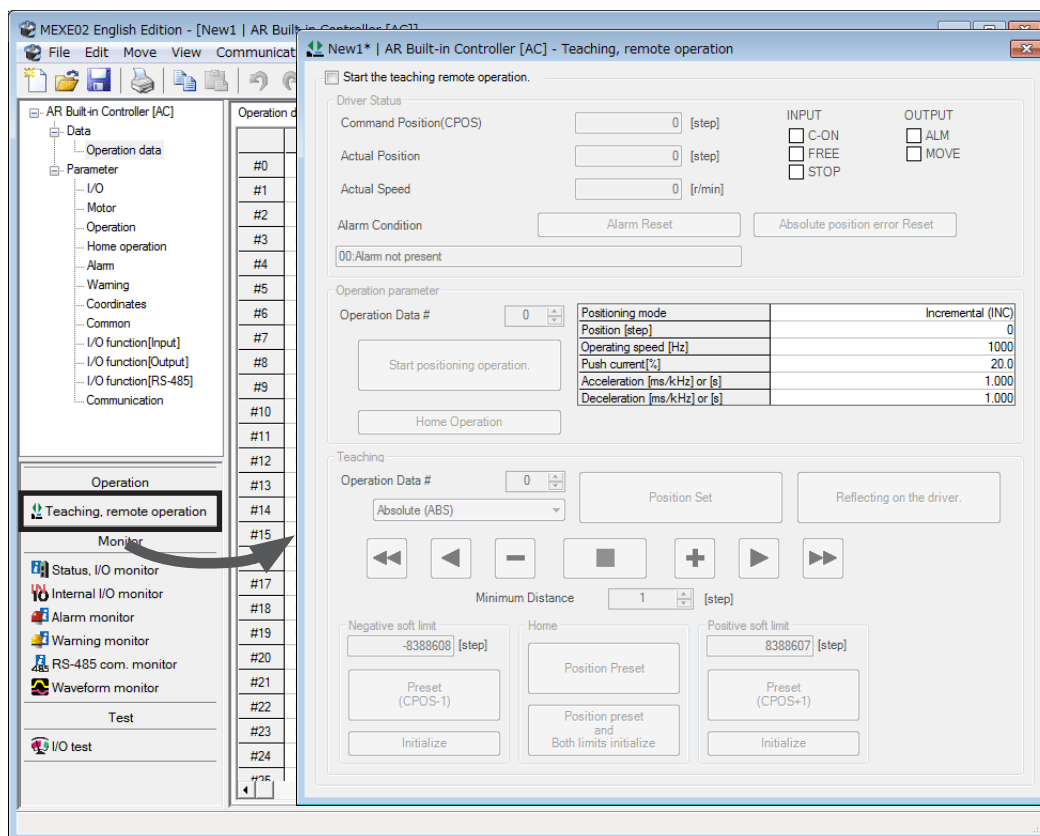 MEXE02 English Edition - [New1 | AR Built-in Controller [AC]]
File Edit Move View Communicat
AR Built-in Controller [AC]
Data
Operation data
Parameter
I/O
Motor
Operation
Home operation
Alarm
Warning
Coordinates
Common
I/O function[Input]
I/O function[Output]
I/O function[RS-485]
Communication
Operation
Teaching, remote operation
Monitor
Status, I/O monitor
Internal I/O monitor
Alarm monitor
Warning monitor
RS-485 com. monitor
Waveform monitor
Test
I/O test
Operation d
#0
#1
#2
#3
#4
#5
#6
#7
#8
#9
#10
#11
#12
#13
#14
#15
#17
#18
#19
#20
#21
#22
#23
#24
#25
New1* | AR Built-in Controller [AC] - Teaching, remote operation
Start the teaching remote operation.
Driver Status
Command Position(CPOS) 0 [step]
Actual Position 0 [step]
Actual Speed 0 [r/min]
INPUT OUTPUT
C-ON ALM
FREE MOVE
STOP
Alarm Condition Alarm Reset Absolute position error Reset
00:Alarm not present
Operation parameter
Operation Data # 0
Start positioning operation.
Home Operation
Positioning mode Incremental (INC)
Position [step] 0
Operating speed [Hz] 1000
Push current[%] 20.0
Acceleration [ms/kHz] or [s] 1.000
Deceleration [ms/kHz] or [s] 1.000
Teaching
Operation Data # 0
Absolute (ABS)
Position Set
Reflecting on the driver.
Minimum Distance 1 [step]
Negative soft limit
-8388608 [step]
Preset
(CPOS-1)
Initialize
Home
Position Preset
Position preset
and
Both limits initialize
Positive soft limit
8388607 [step]
Preset
(CPOS+1)
Initialize